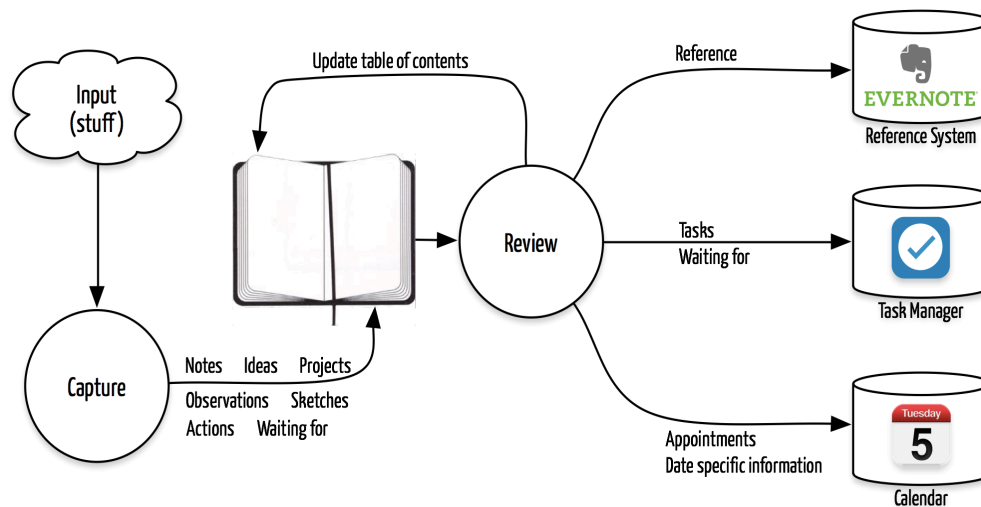 Input
(stuff)
Capture
Notes Ideas Projects
Observations Sketches
Actions Waiting for
Update table of contents
Review
Reference
EVERNOTE
Reference System
Tasks
Waiting for
Task Manager
Appointments
Date specific information
Tuesday
5
Calendar